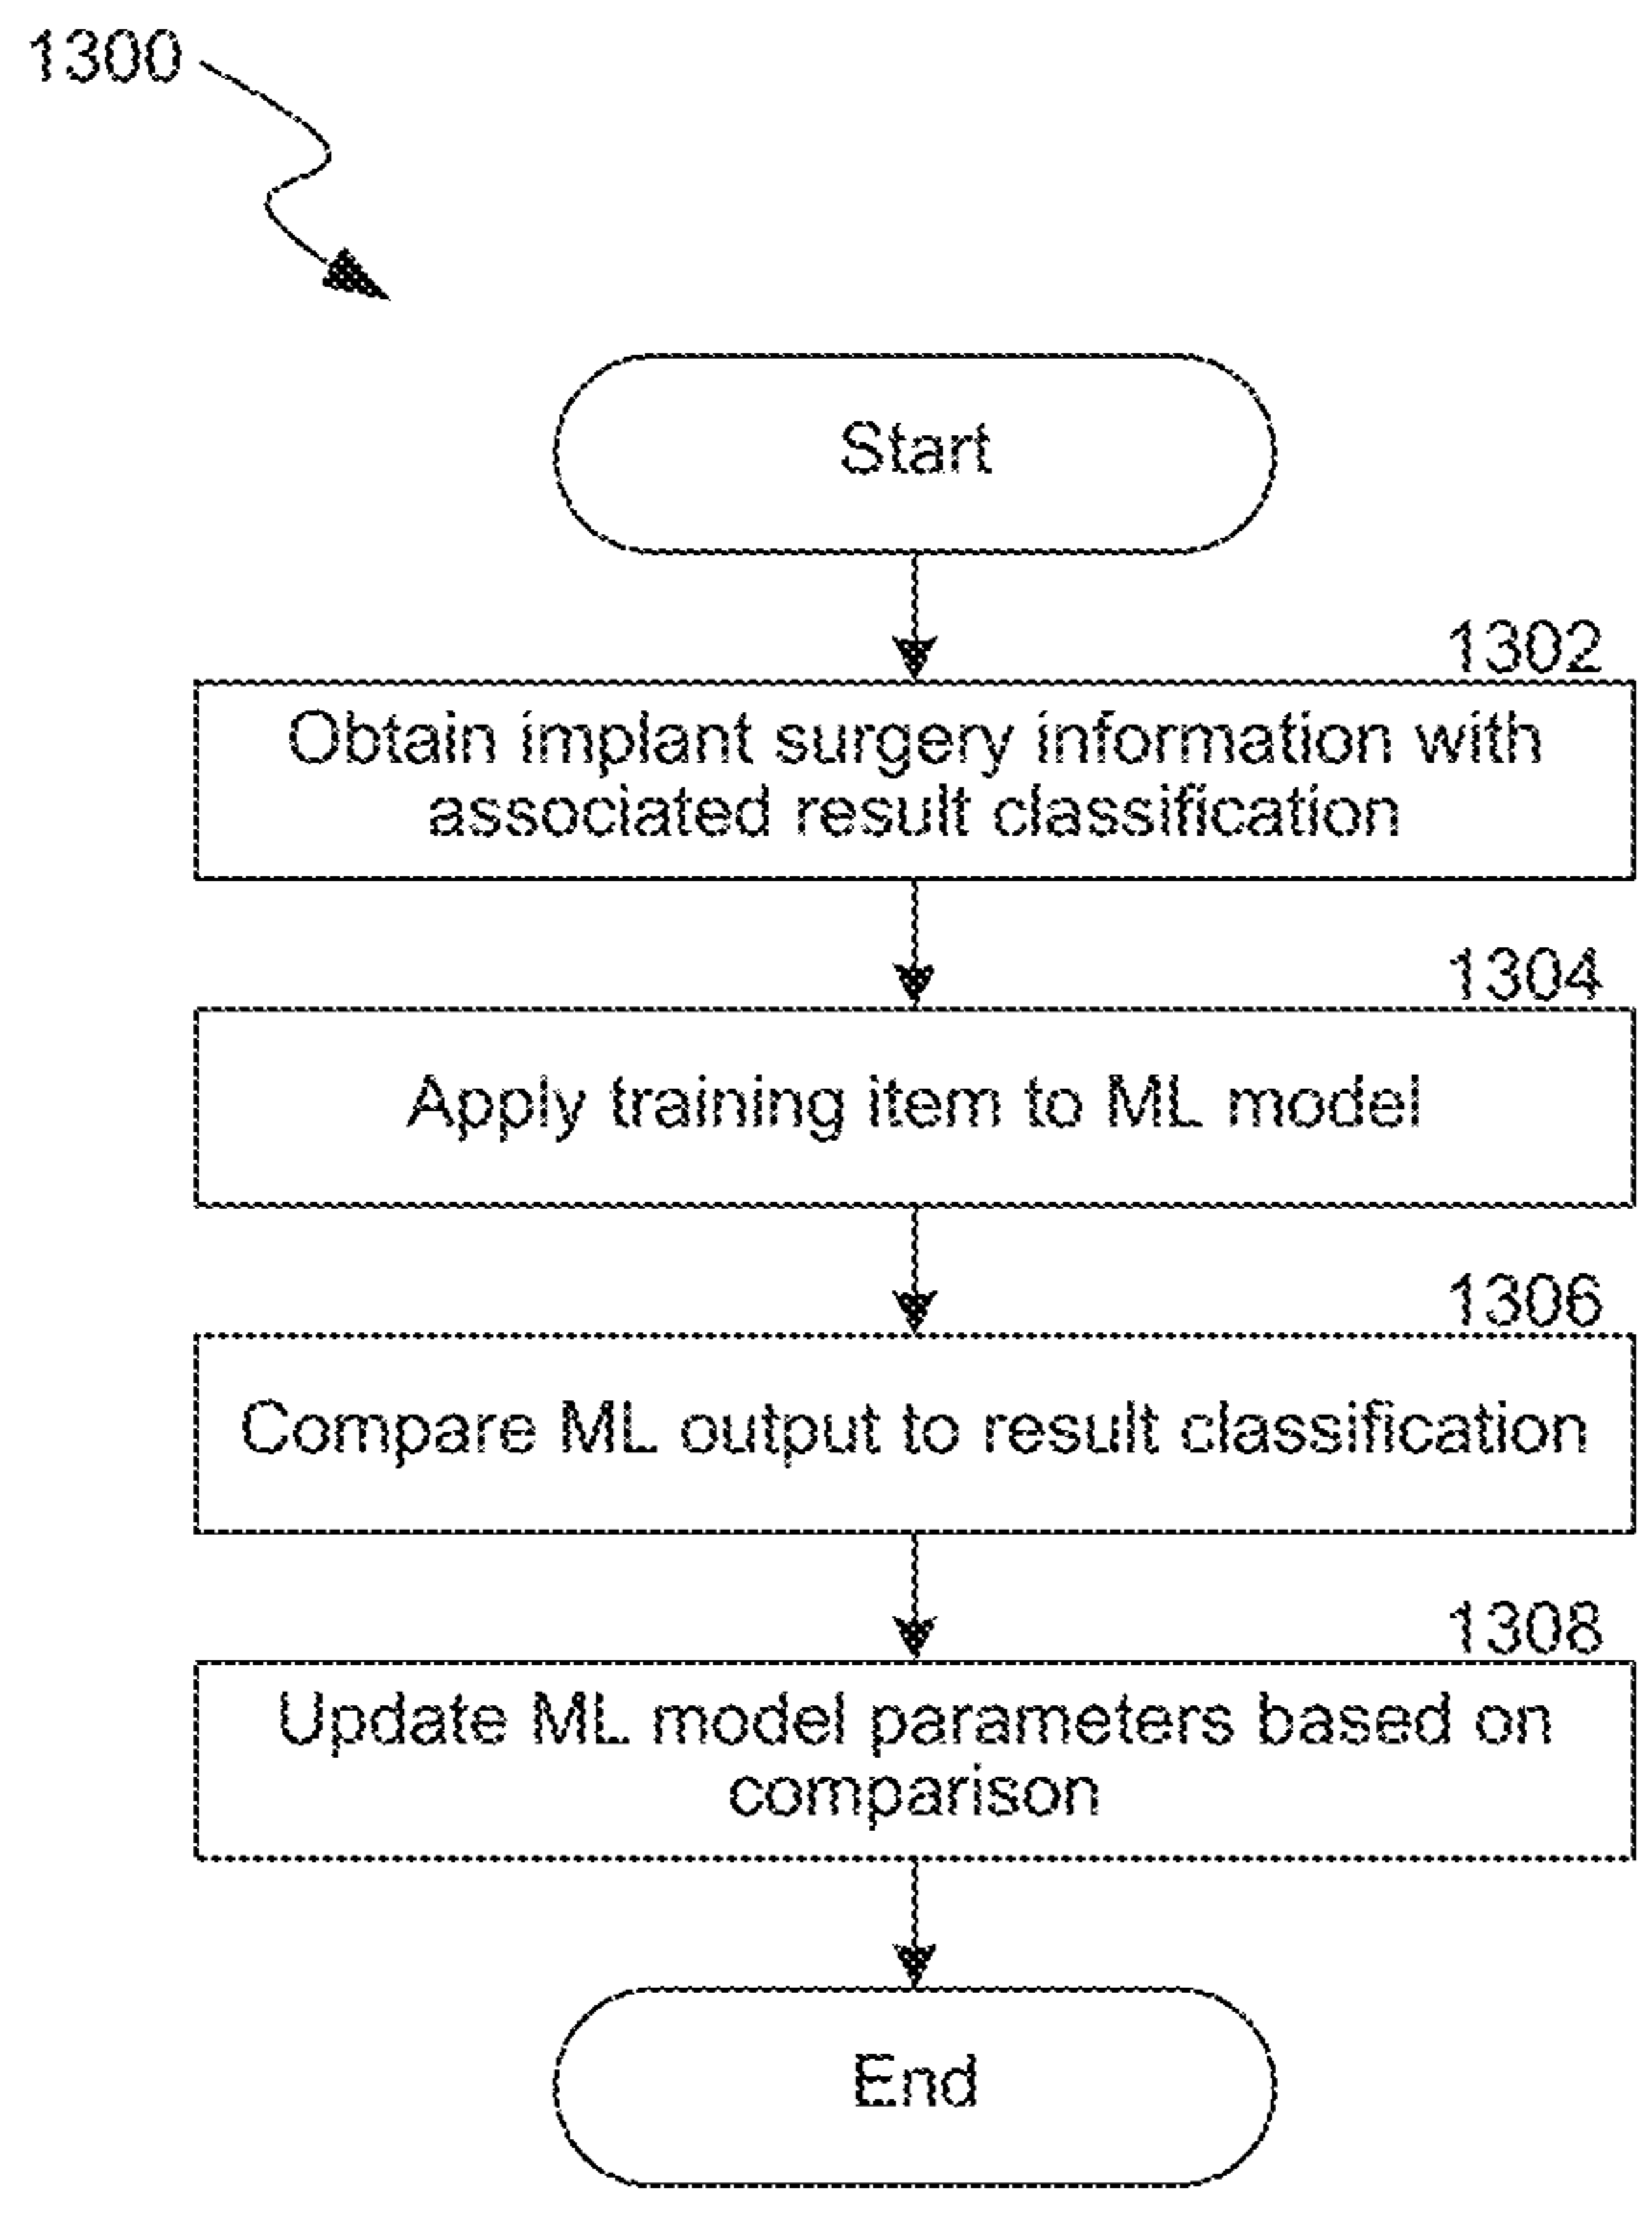 1300
Start
1302
Obtain implant surgery information with
associated result classification
1304
Apply training item to ML model
1306
Compare ML output to result classification
1308
Update ML model parameters based on
comparison
End